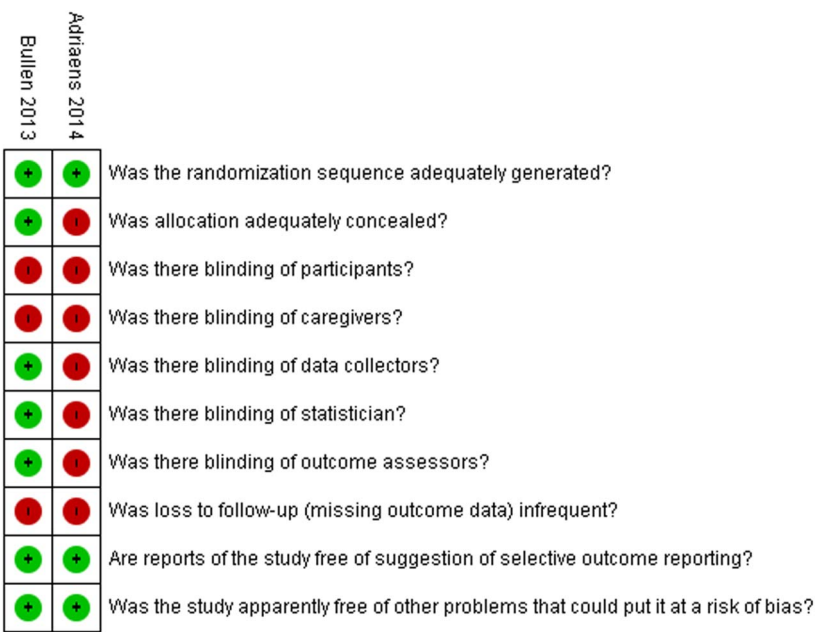 Bullen 2013
Adriaens 2014
+ + Was the randomization sequence adequately generated?
+ - Was allocation adequately concealed?
- - Was there blinding of participants?
- - Was there blinding of caregivers?
+ - Was there blinding of data collectors?
+ - Was there blinding of statistician?
+ - Was there blinding of outcome assessors?
- - Was loss to follow-up (missing outcome data) infrequent?
+ + Are reports of the study free of suggestion of selective outcome reporting?
+ + Was the study apparently free of other problems that could put it at a risk of bias?